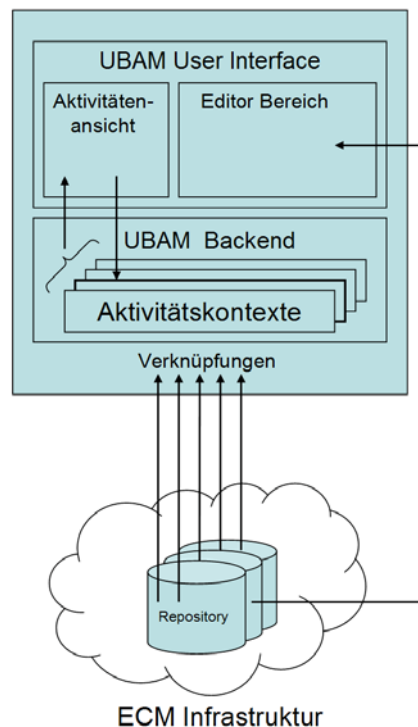 UBAM User Interface
Aktivitäten-
ansicht
Editor Bereich
UBAM Backend
Aktivitätskontexte
Verknüpfungen
Repository
ECM Infrastruktur